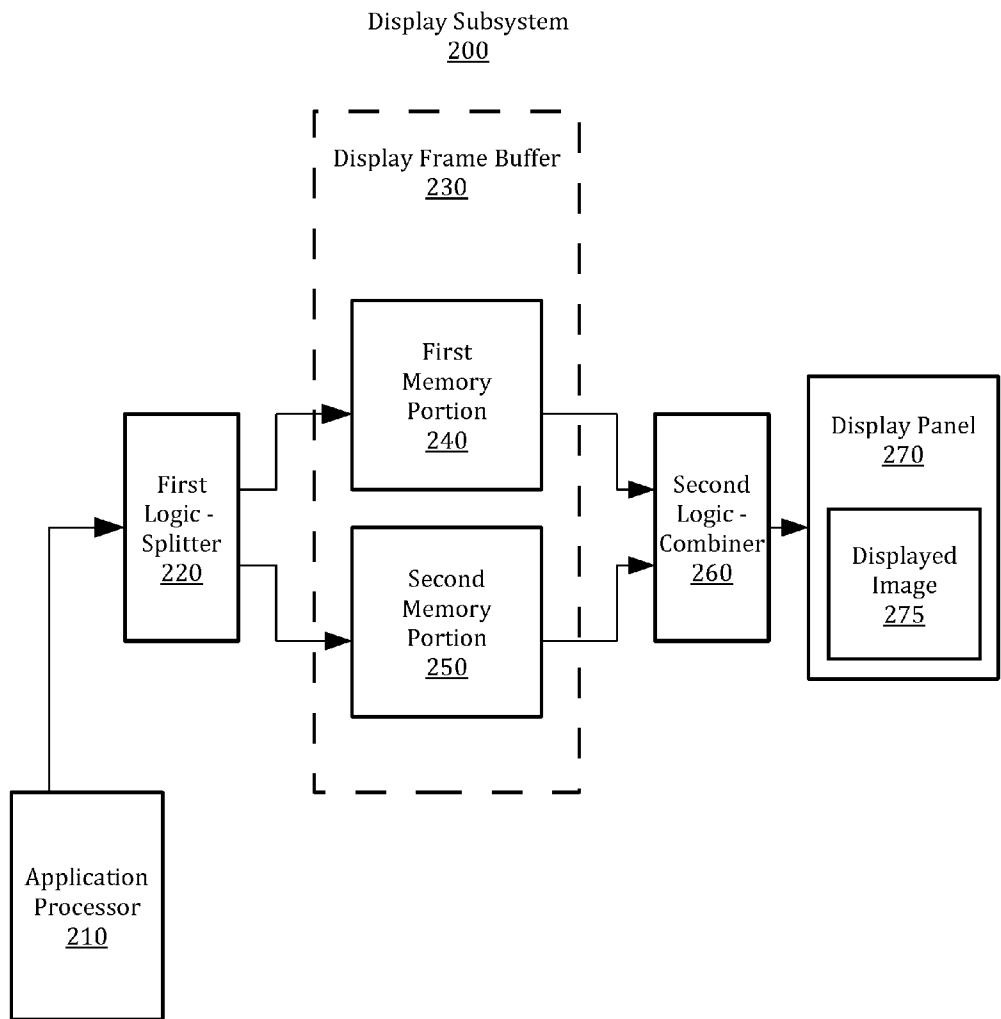 Display Subsystem
200
Display Frame Buffer
230
First
Memory
Portion
240
Second
Memory
Portion
250
First
Logic -
Splitter
220
Second
Logic -
Combiner
260
Display Panel
270
Displayed
Image
275
Application
Processor
210